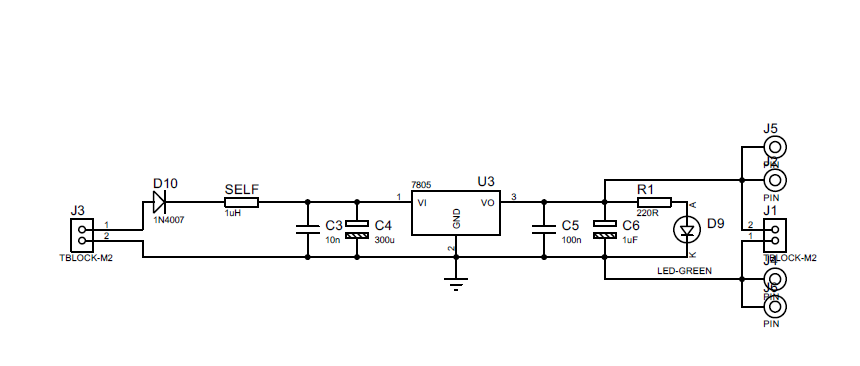 J5
PIN
J2
PIN
D10
1N4007
SELF
1uH
7805
U3
1
VI
VO
3
GND
2
R1
220R
A
D9
K
LED-GREEN
J3
1
2
TBLOCK-M2
C3
10n
C4
300u
C5
100n
C6
1uF
J1
2
1
TBLOCK-M2
J4
PIN
J6
PIN